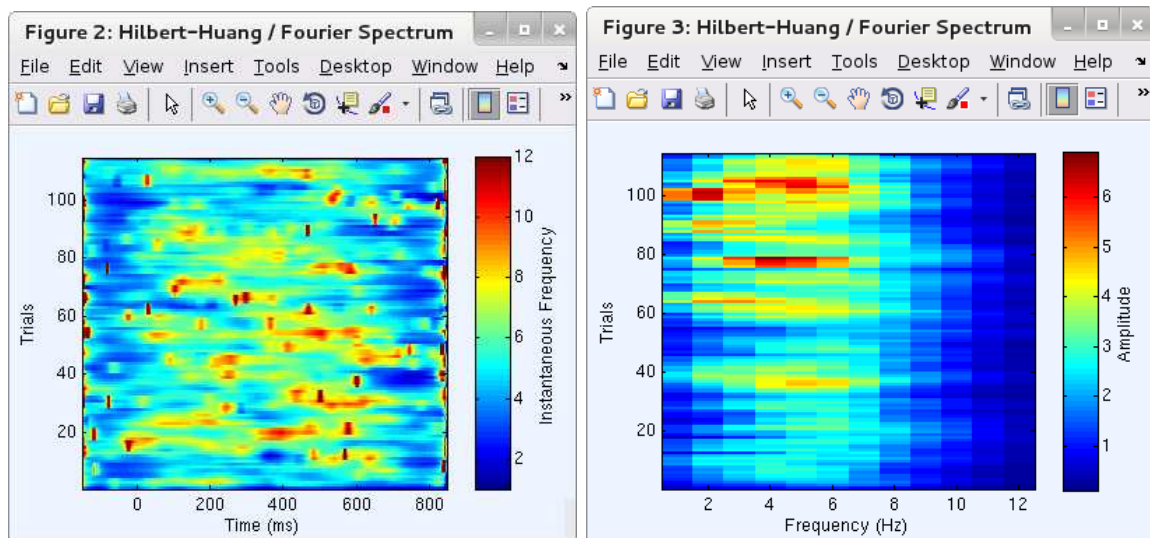 Figure 2: Hilbert-Huang / Fourier Spectrum
File Edit View Insert Tools Desktop Window Help
»
12
10
8
6
4
2
Instantaneous Frequency
100
80
60
40
20
Trials
0 200 400 600 800
Time (ms)
Figure 3: Hilbert-Huang / Fourier Spectrum
File Edit View Insert Tools Desktop Window Help
»
6
5
4
3
2
1
Amplitude
100
80
60
40
20
Trials
2 4 6 8 10 12
Frequency (Hz)